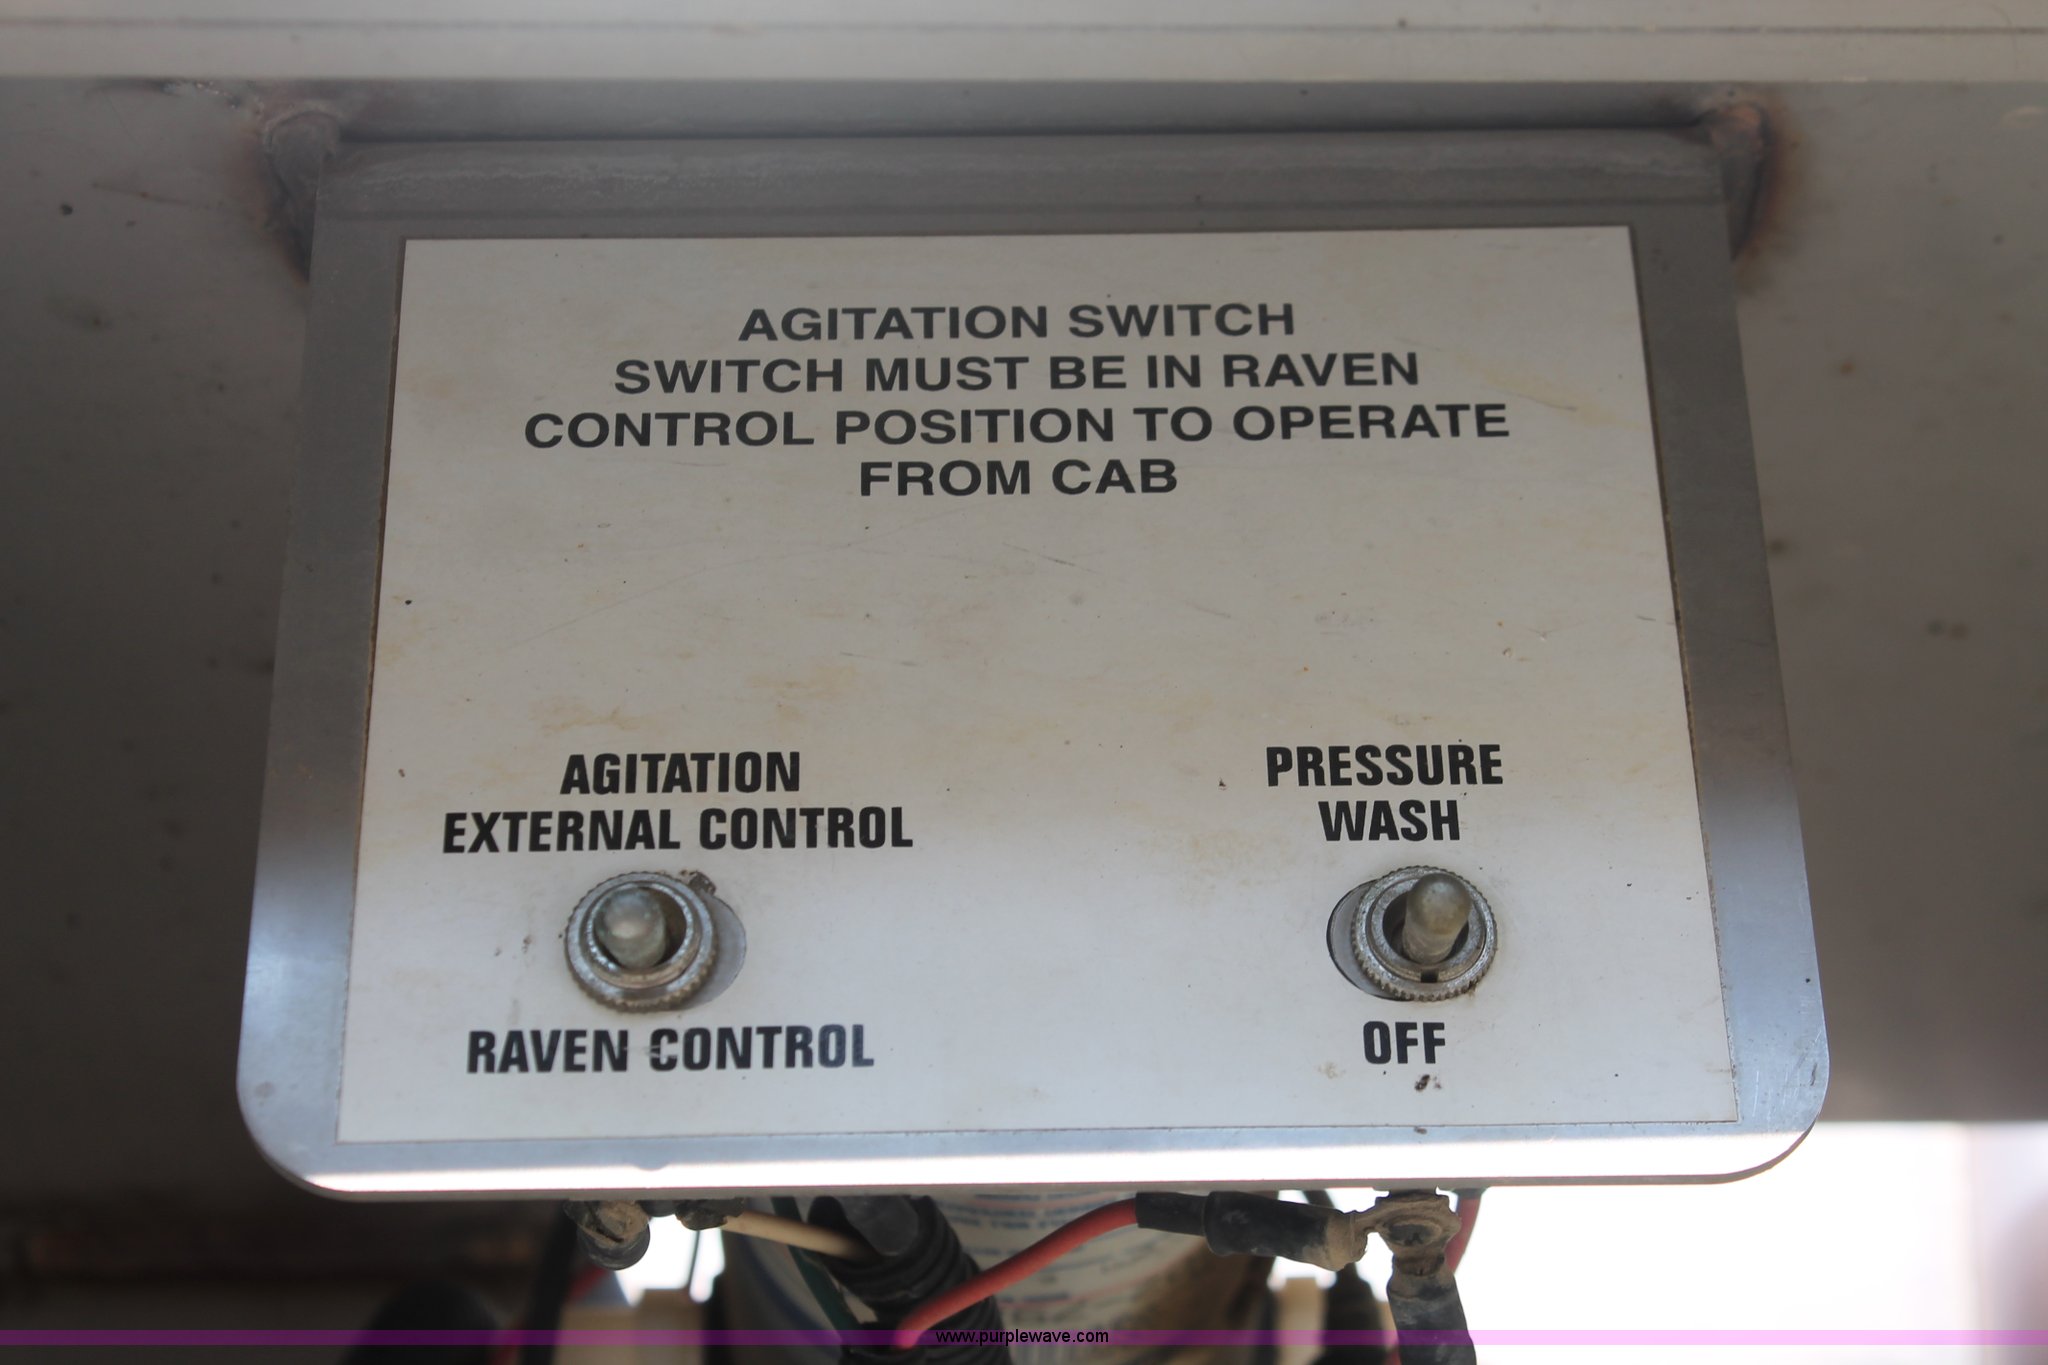 AGITATION SWITCH
SWITCH MUST BE IN RAVEN
CONTROL POSITION TO OPERATE
FROM CAB
AGITATION
EXTERNAL CONTROL
PRESSURE
WASH
RAVEN CONTROL
OFF
www.purplewave.com